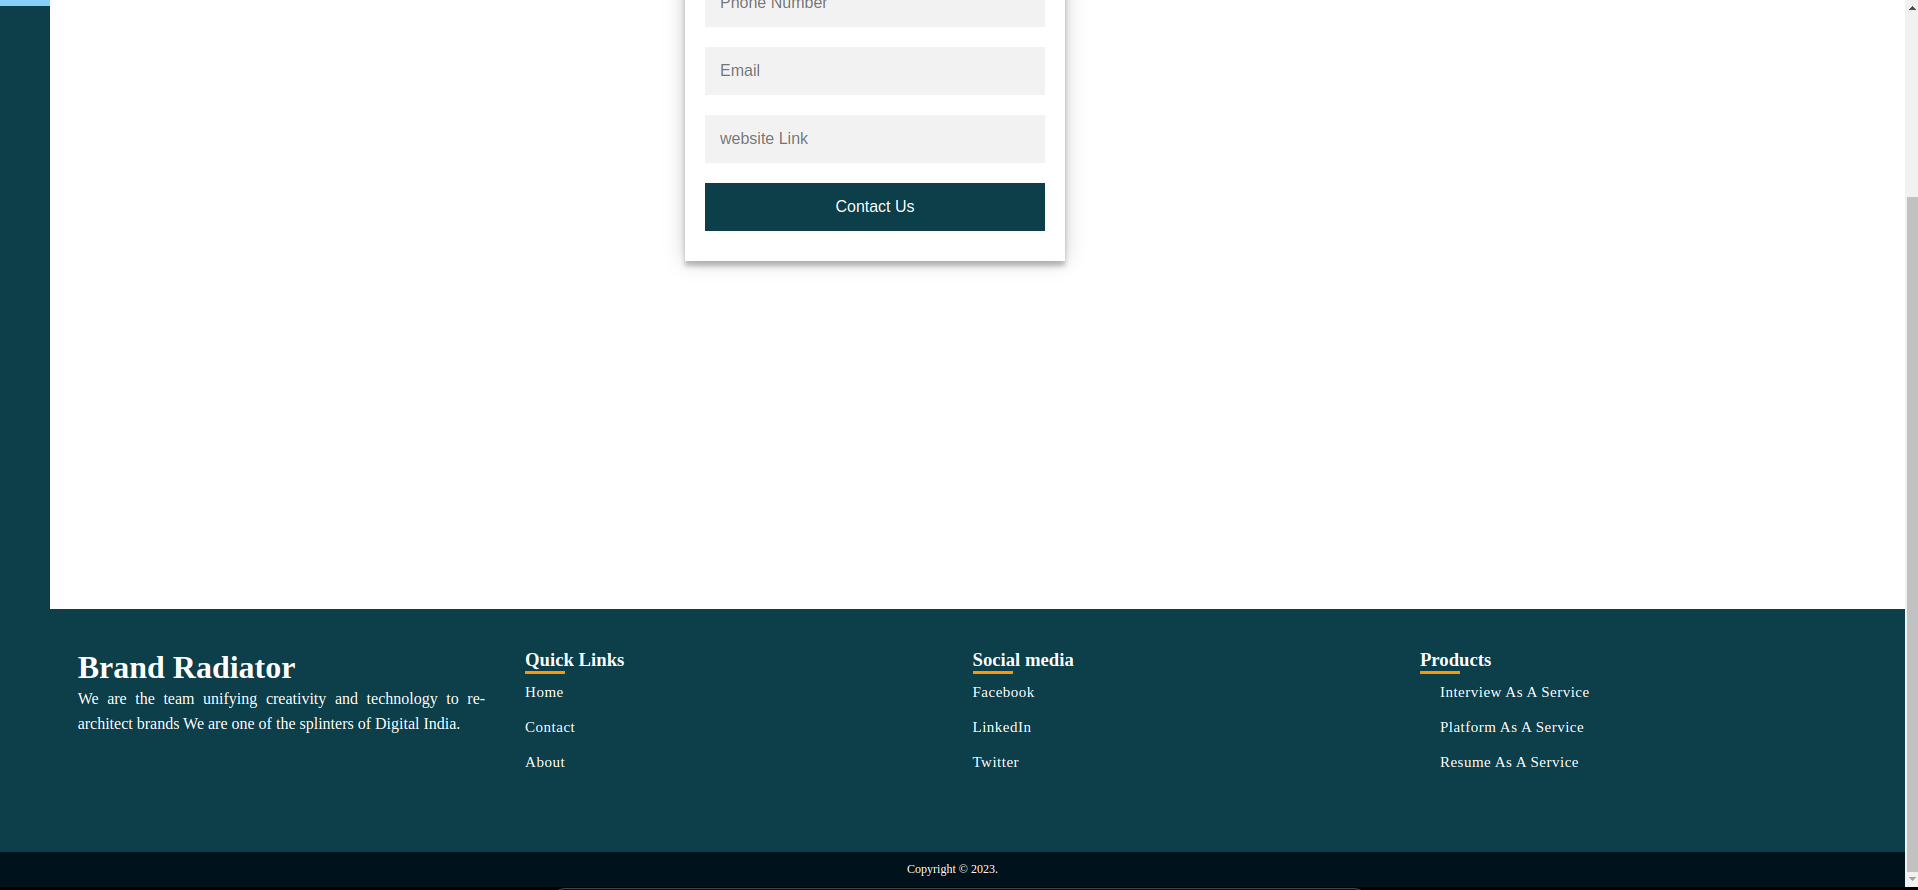 Phone Number
Email
website Link
Contact Us
Brand Radiator
We are the team unifying creativity and technology to re-
architect brands We are one of the splinters of Digital India.
Quick Links
Home
Contact
About
Social media
Facebook
LinkedIn
Twitter
Products
Interview As A Service
Platform As A Service
Resume As A Service
Copyright © 2023.